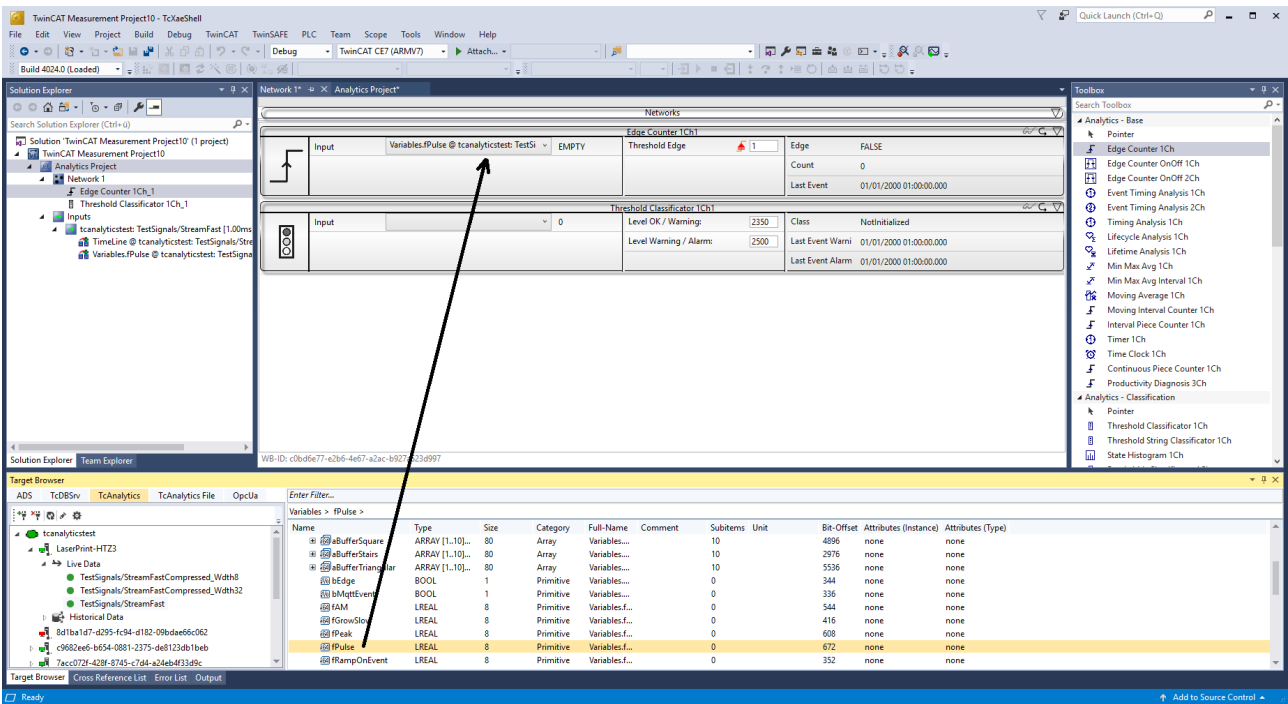 TwinCAT Measurement Project10 - TcXaeShell
Quick Launch (Ctrl+Q)
File Edit View Project Build Debug TwinCAT TwinSAFE PLC Team Scope Tools Window Help
Debug TwinCAT CE7 (ARMV7) Attach...
Build 4024.0 (Loaded)
Solution Explorer
Search Solution Explorer (Ctrl+ü)
Solution 'TwinCAT Measurement Project10' (1 project)
TwinCAT Measurement Project10
Analytics Project
Network 1
Edge Counter 1Ch_1
Threshold Classificator 1Ch_1
Inputs
tcanalyticstest: TestSignals/StreamFast [1.00ms
TimeLine @ tcanalyticstest: TestSignals/Stre
Variables.fPulse @ tcanalyticstest: TestSigna
Solution Explorer Team Explorer
Network 1* Analytics Project*
Networks
Edge Counter 1Ch1
Input Variables.fPulse @ tcanalyticstest: TestSi EMPTY Threshold Edge 1 Edge FALSE
Count 0
Last Event 01/01/2000 01:00:00.000
Threshold Classificator 1Ch1
Input 0 Level OK / Warning: 2350 Class NotInitialized
Level Warning / Alarm: 2500 Last Event Warni 01/01/2000 01:00:00.000
Last Event Alarm 01/01/2000 01:00:00.000
Toolbox
Search Toolbox
Analytics - Base
Pointer
Edge Counter 1Ch
Edge Counter OnOff 1Ch
Edge Counter OnOff 2Ch
Event Timing Analysis 1Ch
Event Timing Analysis 2Ch
Timing Analysis 1Ch
Lifecycle Analysis 1Ch
Lifetime Analysis 1Ch
Min Max Avg 1Ch
Min Max Avg Interval 1Ch
Moving Average 1Ch
Moving Interval Counter 1Ch
Interval Piece Counter 1Ch
Timer 1Ch
Time Clock 1Ch
Continuous Piece Counter 1Ch
Productivity Diagnosis 3Ch
Analytics - Classification
Pointer
Threshold Classificator 1Ch
Threshold String Classificator 1Ch
State Histogram 1Ch
Target Browser
ADS TcDBSrv TcAnalytics TcAnalytics File OpcUa
tcanalyticstest
LaserPrint-HTZ3
Live Data
TestSignals/StreamFastCompressed_Wdth8
TestSignals/StreamFastCompressed_Wdth32
TestSignals/StreamFast
Historical Data
8d1ba1d7-d295-fc94-d182-09bdae66c062
c9682ee6-b654-0881-2375-de8123db1beb
7acc072f-428f-8745-c7d4-a24eb4f33d9c
Enter Filter...
Variables > fPulse >
Name Type Size Category Full-Name Comment Subitems Unit Bit-Offset Attributes (Instance) Attributes (Type)
aBufferSquare ARRAY [1..10]... 80 Array Variables.... 10 4896 none none
aBufferStairs ARRAY [1..10]... 80 Array Variables.... 10 2976 none none
aBufferTriangular ARRAY [1..10]... 80 Array Variables.... 10 5536 none none
bEdge BOOL 1 Primitive Variables.... 0 344 none none
bMqttEvent BOOL 1 Primitive Variables.... 0 336 none none
fAM LREAL 8 Primitive Variables.f... 0 544 none none
fGrowSlow LREAL 8 Primitive Variables.f... 0 416 none none
fPeak LREAL 8 Primitive Variables.f... 0 608 none none
fPulse LREAL 8 Primitive Variables.f... 0 672 none none
fRampOnEvent LREAL 8 Primitive Variables.f... 0 352 none none
Target Browser Cross Reference List Error List Output
Ready Add to Source Control